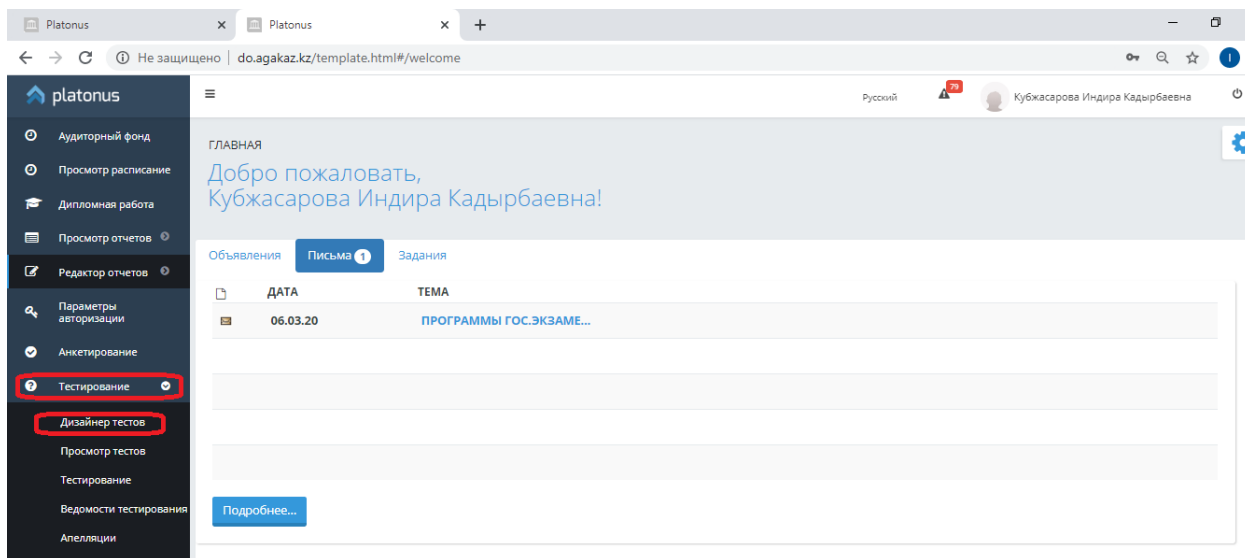 Platonus
Platonus
Не защищено
do.agakaz.kz/template.html#/welcome
I
platonus
Русский
79
Кубжасарова Индира Кадырбаевна
Аудиторный фонд
Просмотр расписание
Дипломная работа
Просмотр отчетов
Редактор отчетов
Параметры
авторизации
Анкетирование
Тестирование
Дизайнер тестов
Просмотр тестов
Тестирование
Ведомости тестирования
Апелляции
ГЛАВНАЯ
Добро пожаловать,
Кубжасарова Индира Кадырбаевна!
Объявления Письма 1 Задания
ДАТА ТЕМА
06.03.20 ПРОГРАММЫ ГОС.ЭКЗАМЕ...
Подробнее...